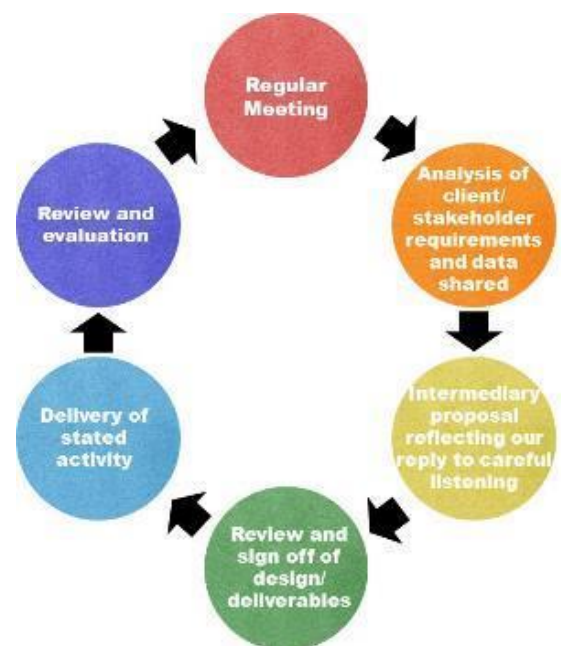 Regular
Meeting
Analysis of
client/
stakeholder
requirements
and data
shared
Intermediary
proposal
reflecting our
reply to careful
listening
Review and
sign off of
design/
deliverables
Delivery of
stated
activity
Review and
evaluation